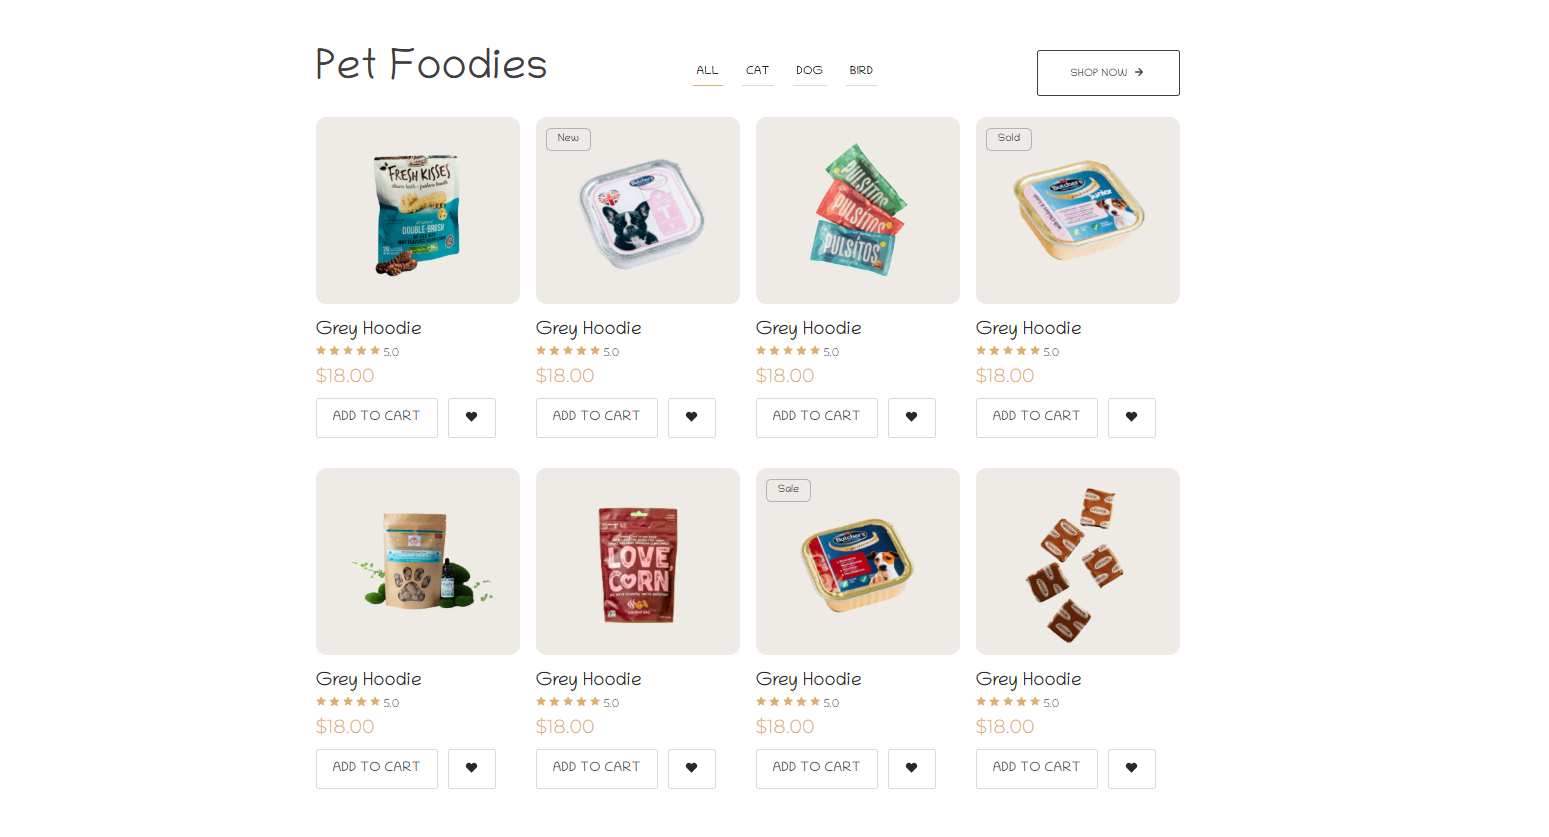 Pet Foodies
ALL CAT DOG BIRD
SHOP NOW
FRESH KISSES
DOUBLE-BRUSH
New
Butcher's
PULSITOS
PULSITOS
PULSITOS
Sold
Butcher's
junior
Grey Hoodie
5.0
$18.00
ADD TO CART
Grey Hoodie
5.0
$18.00
ADD TO CART
Grey Hoodie
5.0
$18.00
ADD TO CART
Grey Hoodie
5.0
$18.00
ADD TO CART
LOVE
CORN
Sale
Butcher's
Grey Hoodie
5.0
$18.00
ADD TO CART
Grey Hoodie
5.0
$18.00
ADD TO CART
Grey Hoodie
5.0
$18.00
ADD TO CART
Grey Hoodie
5.0
$18.00
ADD TO CART